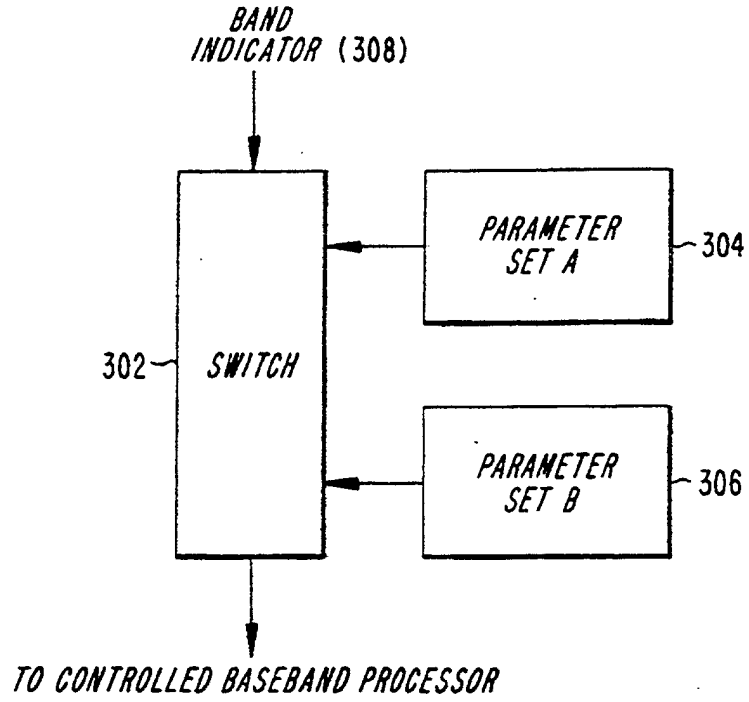 BAND
INDICATOR (308)
PARAMETER
SET A
304
302
SWITCH
PARAMETER
SET B
306
TO CONTROLLED BASEBAND PROCESSOR